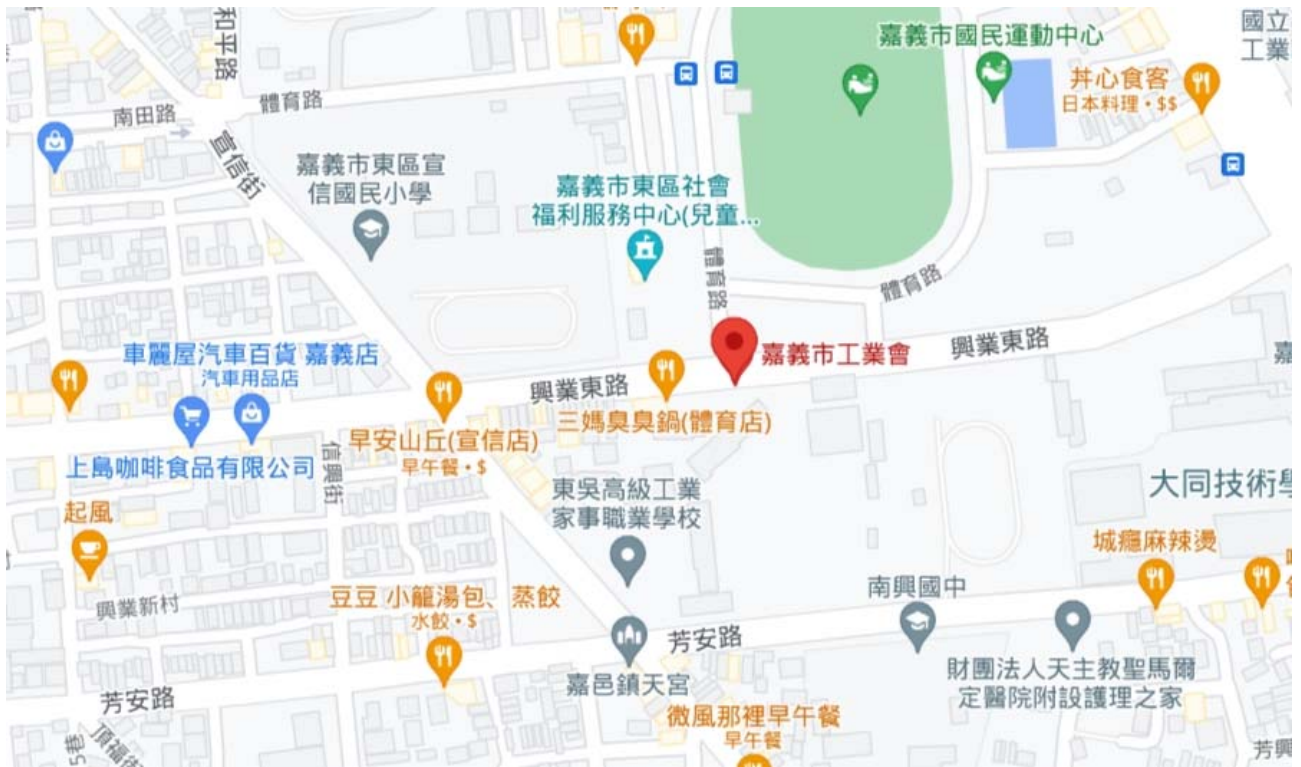 和平路
嘉義市國民運動中心
國立
工業
丼心食客
日本料理・$$
南田路
體育路
宣信街
嘉義市東區宣
信國民小學
嘉義市東區社會
福利服務中心(兒童...
體育路
體育路
車麗屋汽車百貨 嘉義店
汽車用品店
嘉義市工業會
興業東路
嘉
興業東路
三媽臭臭鍋(體育店)
早安山丘(宣信店)
早午餐・$
上島咖啡食品有限公司
信興街
東吳高級工業
家事職業學校
大同技術學
起風
城癮麻辣燙
興業新村
豆豆 小籠湯包、蒸餃
水餃・$
南興國中
芳安路
嘉邑鎮天宮
財團法人天主教聖馬爾
定醫院附設護理之家
芳安路
微風那裡早午餐
早午餐
頂福街
5巷
芳興